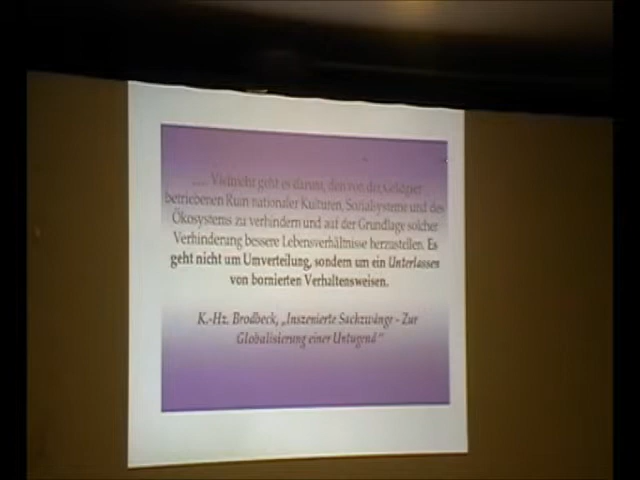 .... Vielmehr geht es darum, den von der Geldgier
betriebenen Ruin nationaler Kulturen, Sozialsysteme und des
Ökosystems zu verhindern und auf der Grundlage solcher
Verhinderung bessere Lebensverhältnisse herzustellen. Es
geht nicht um Umverteilung, sondern um ein Unterlassen
von bornierten Verhaltensweisen.
K.-Hz. Brodbeck, „Inszenierte Sachzwänge - Zur
Globalisierung einer Untugend"